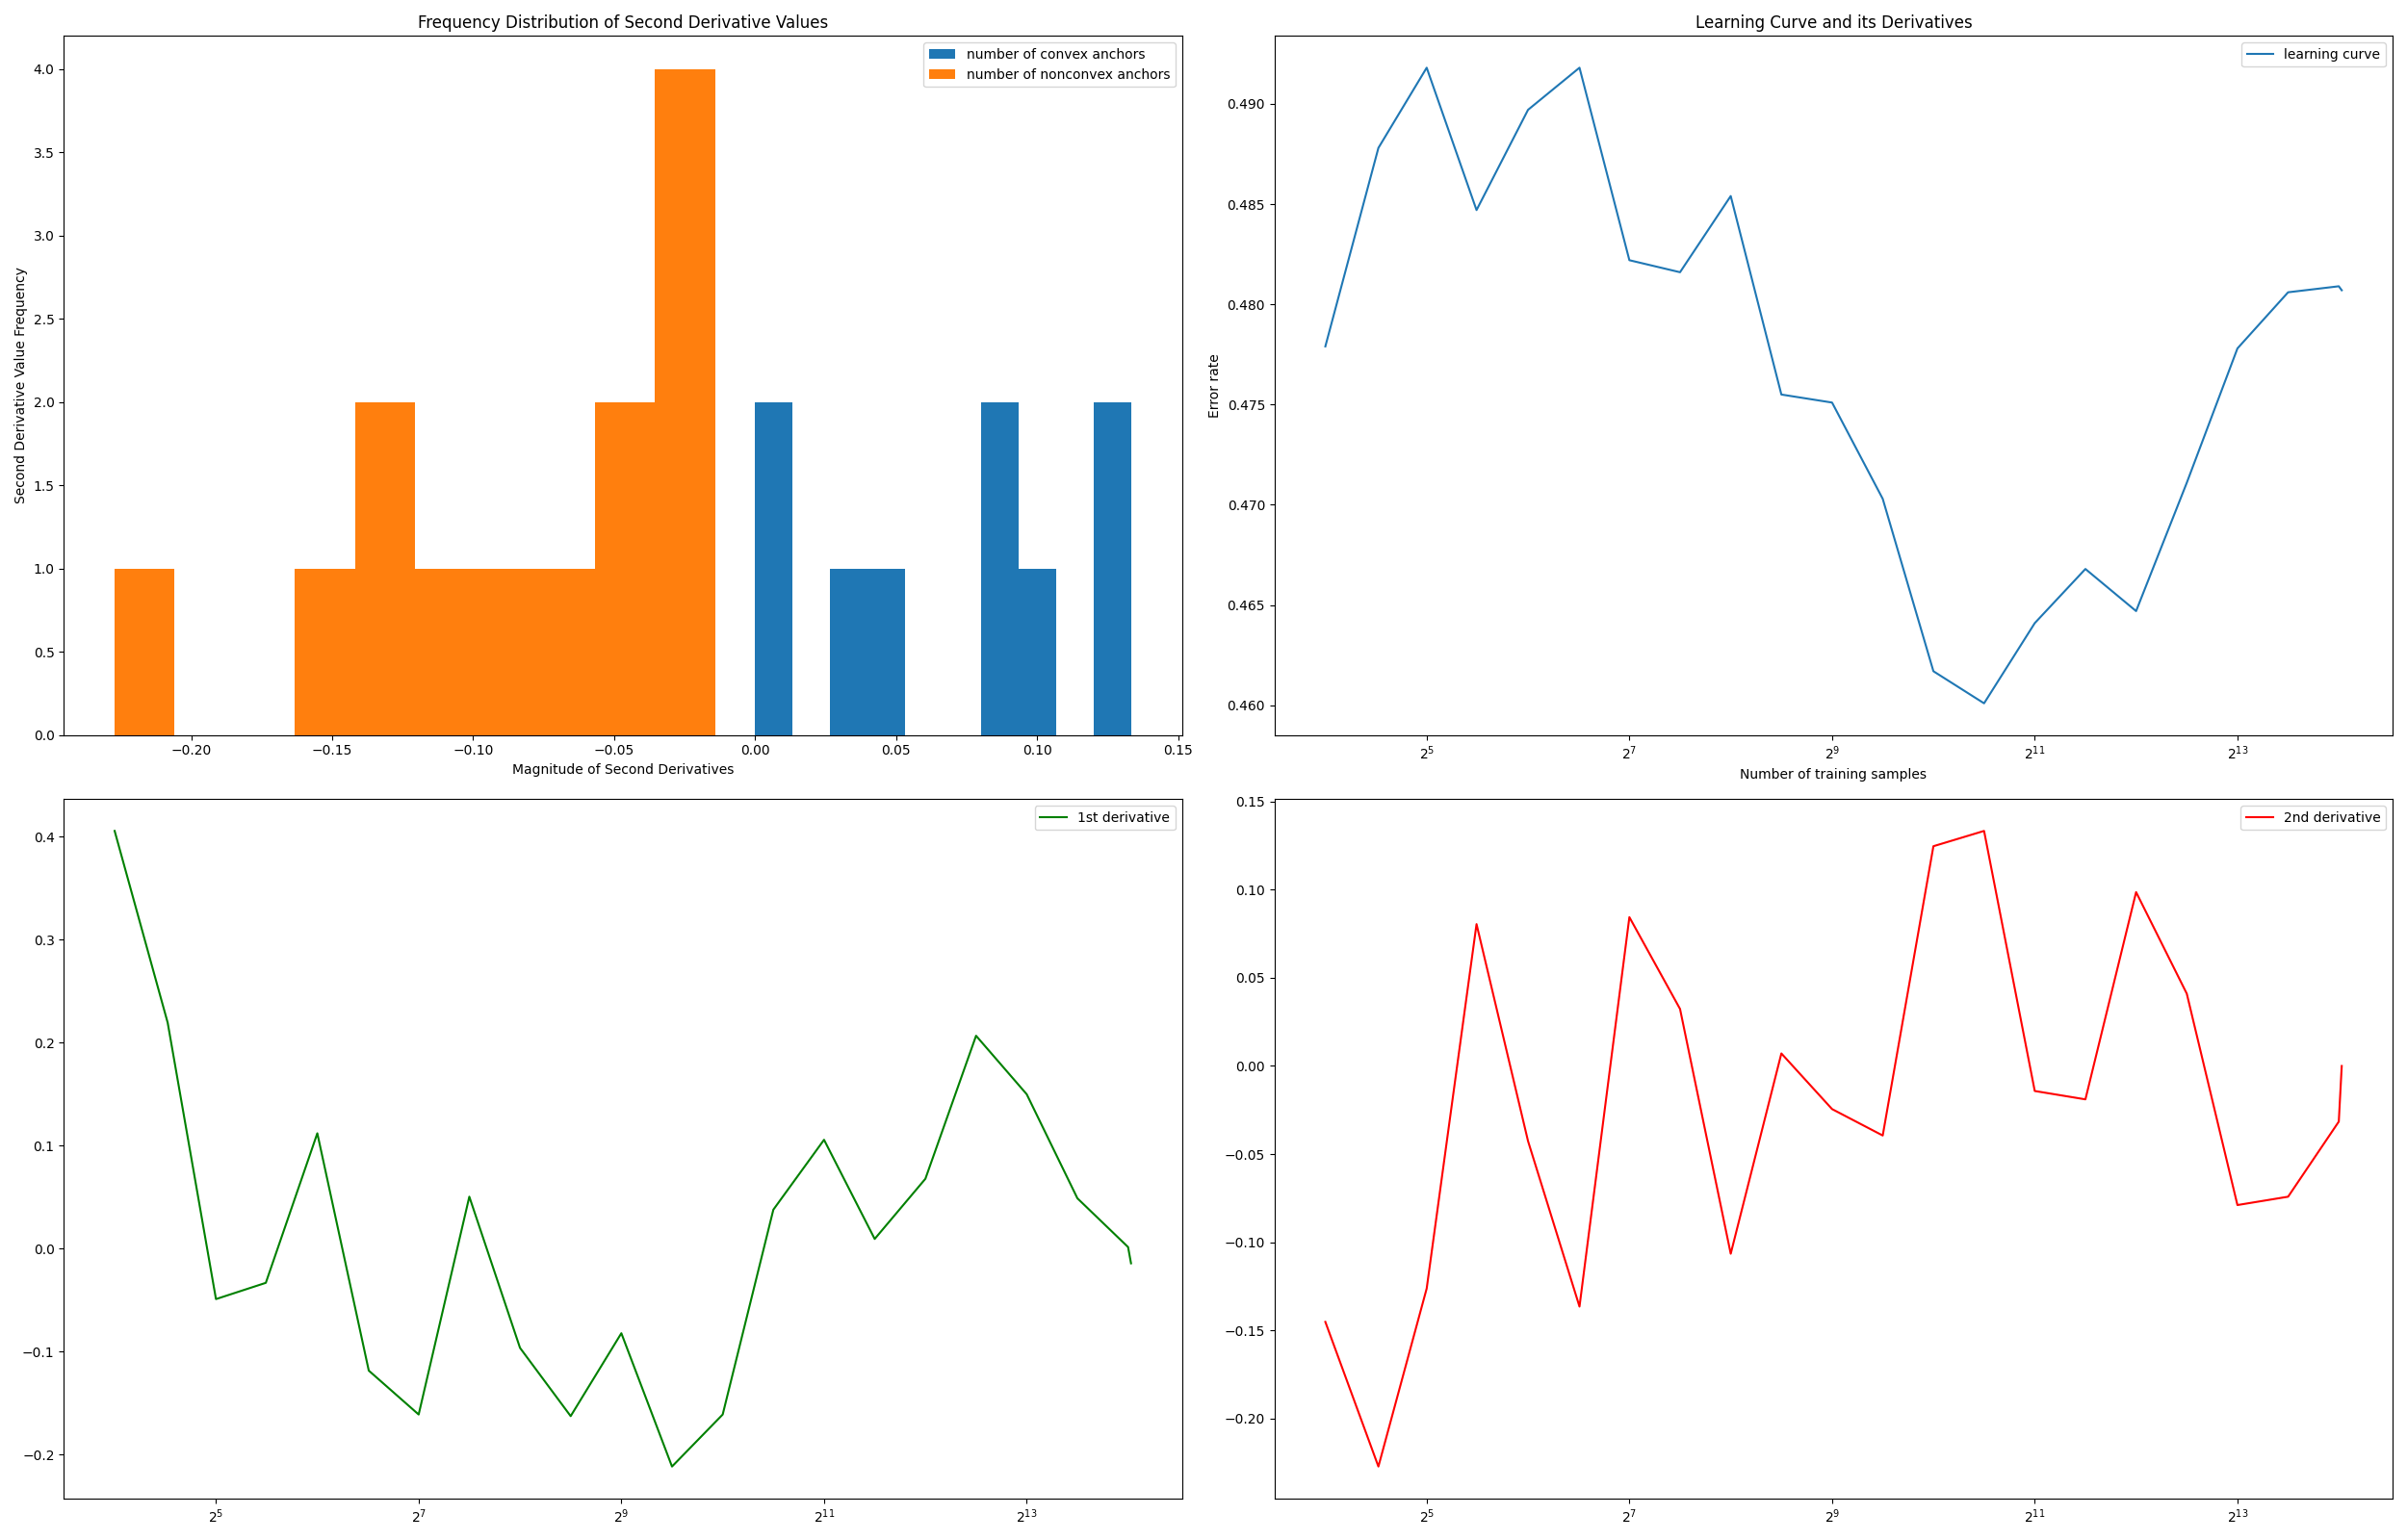 Frequency Distribution of Second Derivative Values
number of convex anchors
number of nonconvex anchors
4.0
3.5
3.0
2.5
2.0
1.5
1.0
0.5
0.0
Second Derivative Value Frequency
−0.20 −0.15 −0.10 −0.05 0.00 0.05 0.10 0.15
Magnitude of Second Derivatives
Learning Curve and its Derivatives
learning curve
0.490
0.485
0.480
0.475
0.470
0.465
0.460
Error rate
2^5 2^7 2^9 2^11 2^13
Number of training samples
1st derivative
0.4
0.3
0.2
0.1
0.0
−0.1
−0.2
2^5 2^7 2^9 2^11 2^13
2nd derivative
0.15
0.10
0.05
0.00
−0.05
−0.10
−0.15
−0.20
2^5 2^7 2^9 2^11 2^13